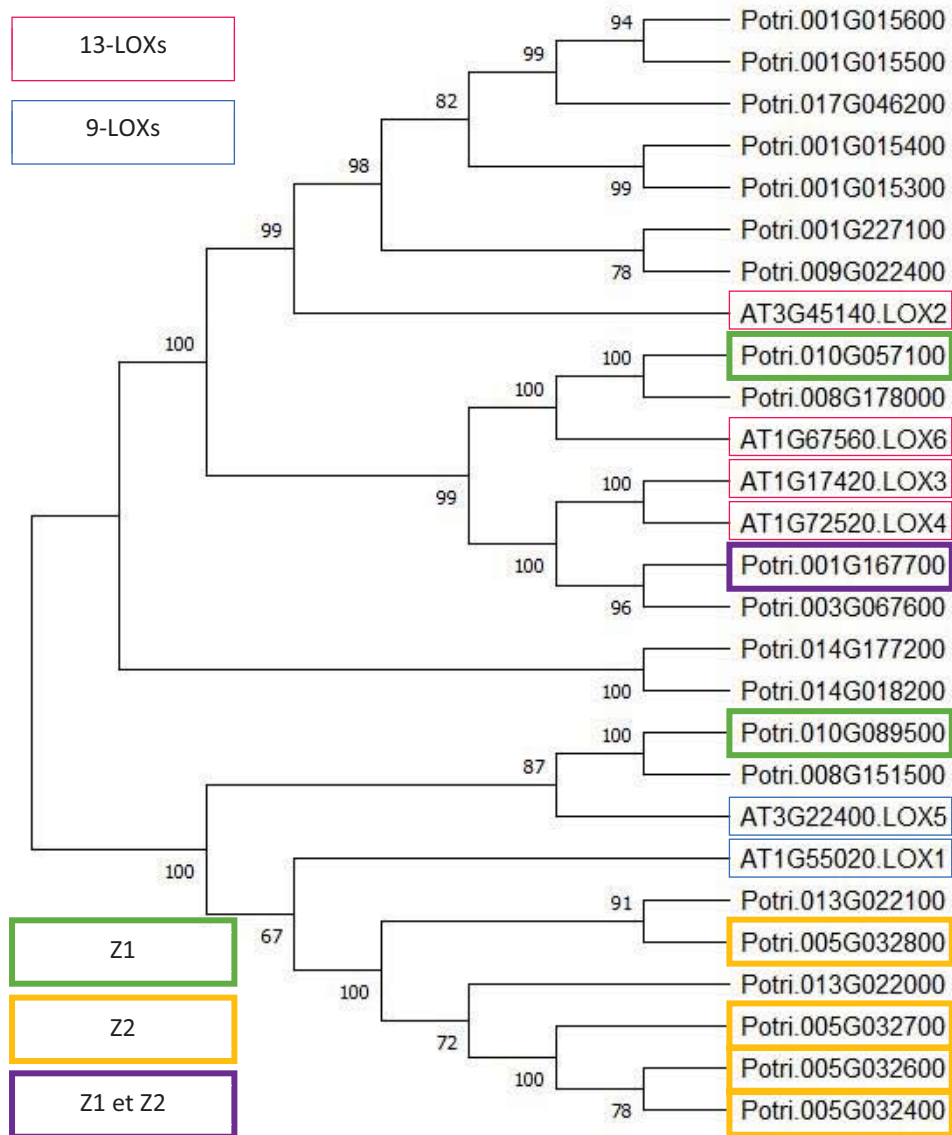 13-LOXs
9-LOXs
94
Potri.001G015600
99
Potri.001G015500
82
Potri.017G046200
98
Potri.001G015400
99
Potri.001G015300
99
Potri.001G227100
78
Potri.009G022400
AT3G45140.LOX2
100
100
Potri.010G057100
100
Potri.008G178000
AT1G67560.LOX6
99
100
AT1G17420.LOX3
AT1G72520.LOX4
100
Potri.001G167700
96
Potri.003G067600
Potri.014G177200
100
Potri.014G018200
100
Potri.010G089500
87
Potri.008G151500
AT3G22400.LOX5
100
AT1G55020.LOX1
91
Potri.013G022100
67
Potri.005G032800
100
Potri.013G022000
72
Potri.005G032700
100
Potri.005G032600
78
Potri.005G032400
Z1
Z2
Z1 et Z2